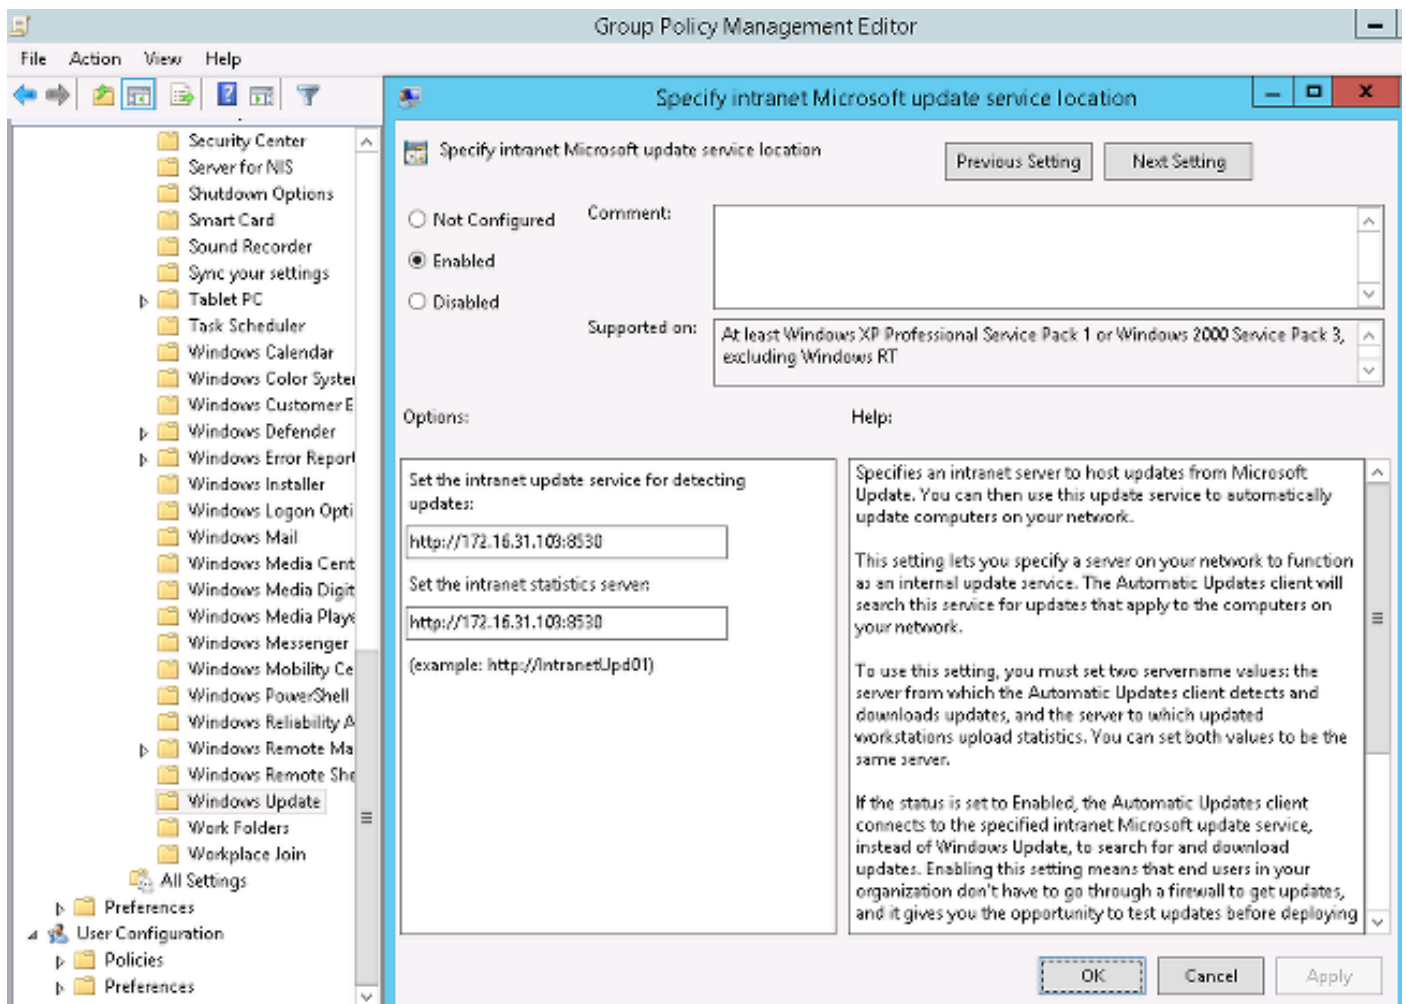 Group Policy Management Editor
File Action View Help
Security Center
Server for NIS
Shutdown Options
Smart Card
Sound Recorder
Sync your settings
Tablet PC
Task Scheduler
Windows Calendar
Windows Color Syster
Windows Customer E
Windows Defender
Windows Error Report
Windows Installer
Windows Logon Opti
Windows Mail
Windows Media Cent
Windows Media Digit
Windows Media Playe
Windows Messenger
Windows Mobility Ce
Windows PowerShell
Windows Reliability A
Windows Remote Ma
Windows Remote She
Windows Update
Work Folders
Workplace Join
All Settings
Preferences
User Configuration
Policies
Preferences
Specify intranet Microsoft update service location
Specify intranet Microsoft update service location
Previous Setting
Next Setting
Not Configured
Enabled
Disabled
Comment:
Supported on:
At least Windows XP Professional Service Pack 1 or Windows 2000 Service Pack 3,
excluding Windows RT
Options:
Help:
Set the intranet update service for detecting
updates:
http://172.16.31.103:8530
Set the intranet statistics server:
http://172.16.31.103:8530
(example: http://IntranetUpd01)
Specifies an intranet server to host updates from Microsoft
Update. You can then use this update service to automatically
update computers on your network.
This setting lets you specify a server on your network to function
as an internal update service. The Automatic Updates client will
search this service for updates that apply to the computers on
your network.
To use this setting, you must set two servername values: the
server from which the Automatic Updates client detects and
downloads updates, and the server to which updated
workstations upload statistics. You can set both values to be the
same server.
If the status is set to Enabled, the Automatic Updates client
connects to the specified intranet Microsoft update service,
instead of Windows Update, to search for and download
updates. Enabling this setting means that end users in your
organization don't have to go through a firewall to get updates,
and it gives you the opportunity to test updates before deploying
OK
Cancel
Apply